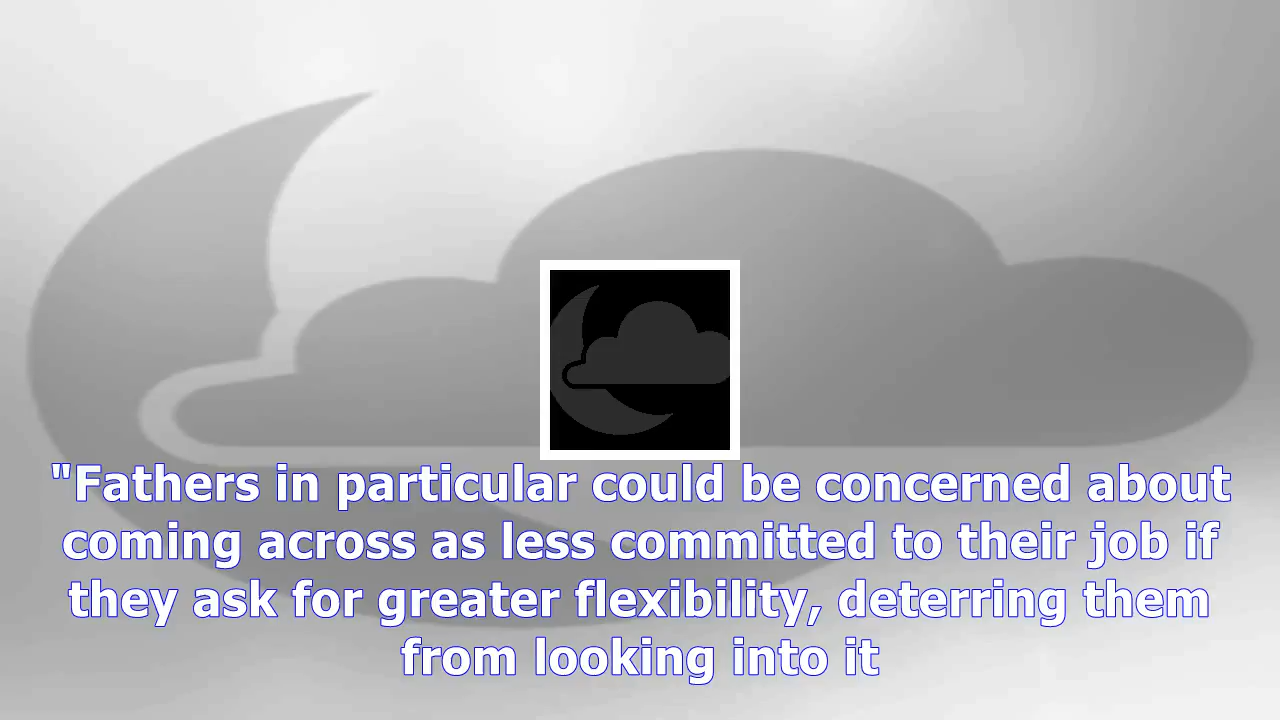 "Fathers in particular could be concerned about
coming across as less committed to their job if
they ask for greater flexibility, deterring them
from looking into it